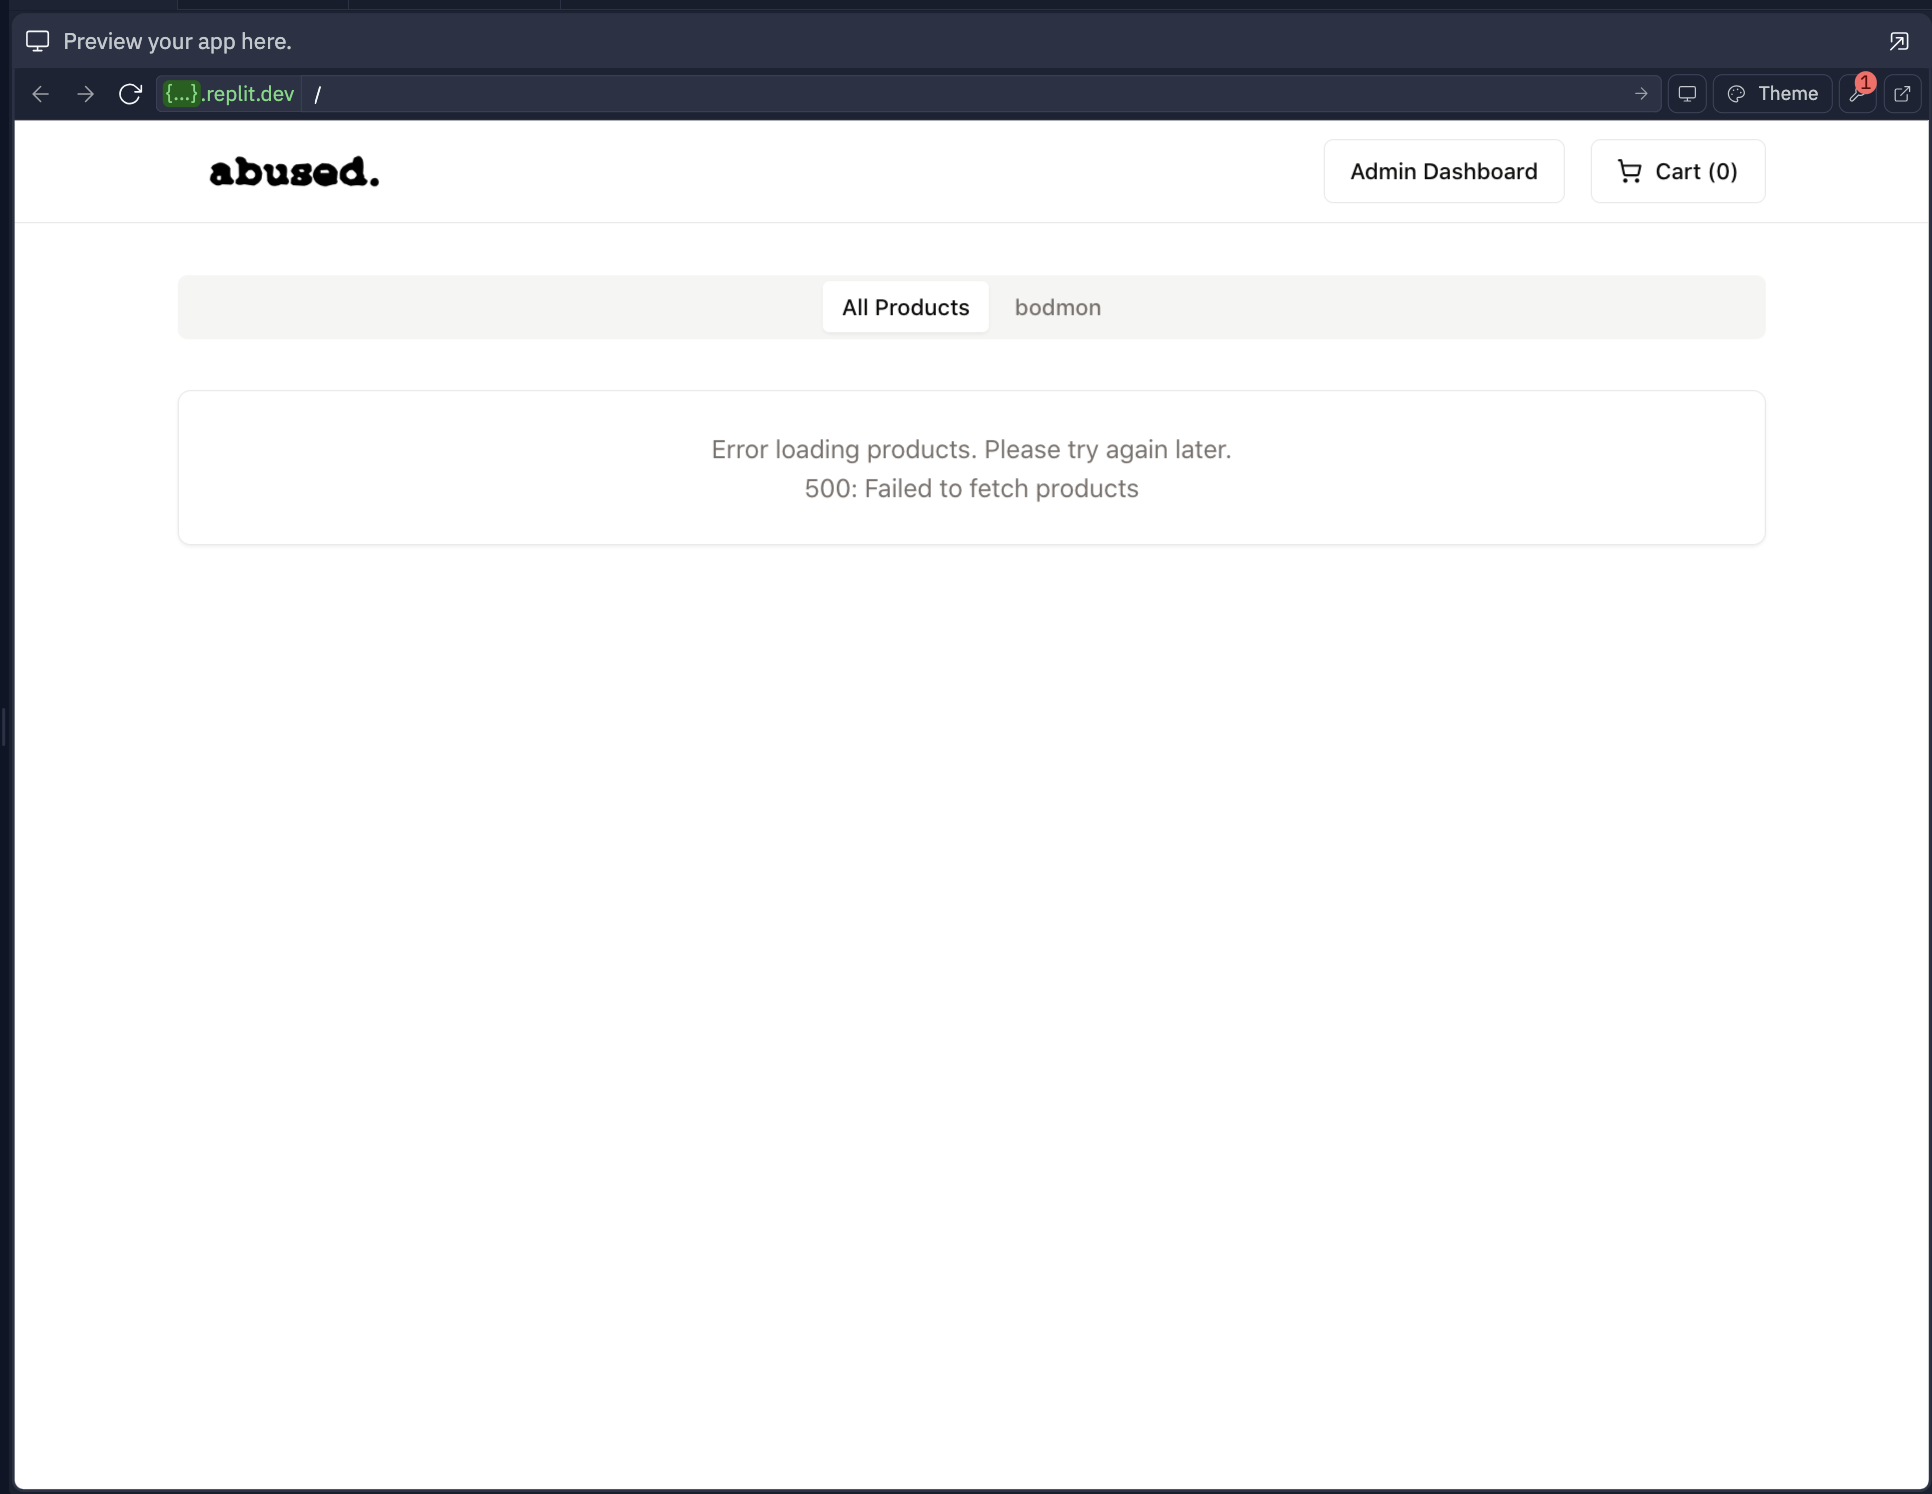 Preview your app here.
{...}.replit.dev /
Theme
1
abused.
Admin Dashboard
Cart (0)
All Products
bodmon
Error loading products. Please try again later.
500: Failed to fetch products